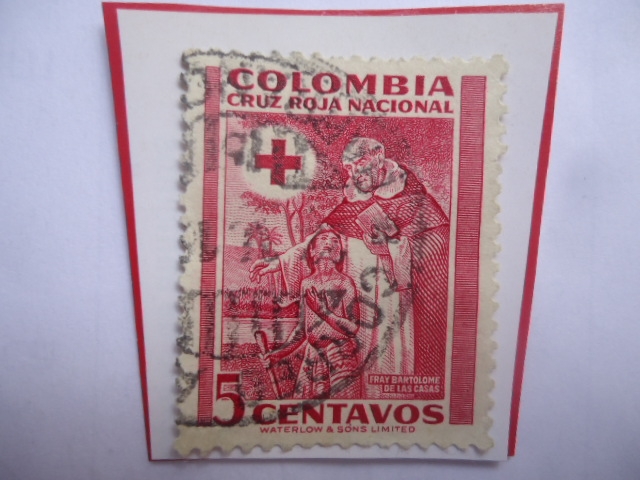 COLOMBIA
CRUZ ROJA NACIONAL
FRAY BARTOLOME
DE LAS CASAS
5 CENTAVOS
WATERLOW & SONS LIMITED